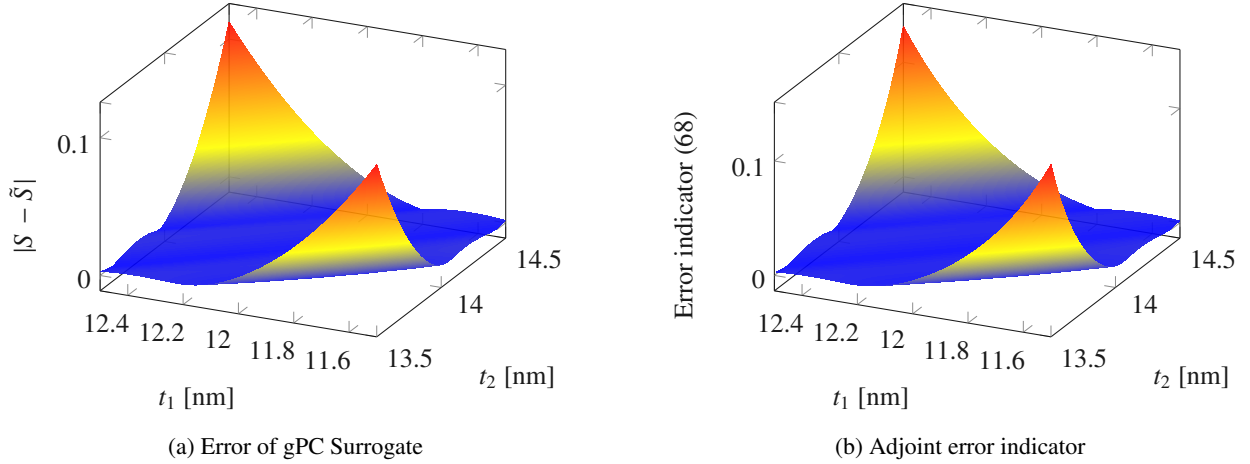 0.1
0
|S − S̃|
12.4
12.2
12
11.8
11.6
13.5
14
14.5
t₁ [nm]
t₂ [nm]
(a) Error of gPC Surrogate
0.1
0
Error indicator (68)
12.4
12.2
12
11.8
11.6
13.5
14
14.5
t₁ [nm]
t₂ [nm]
(b) Adjoint error indicator